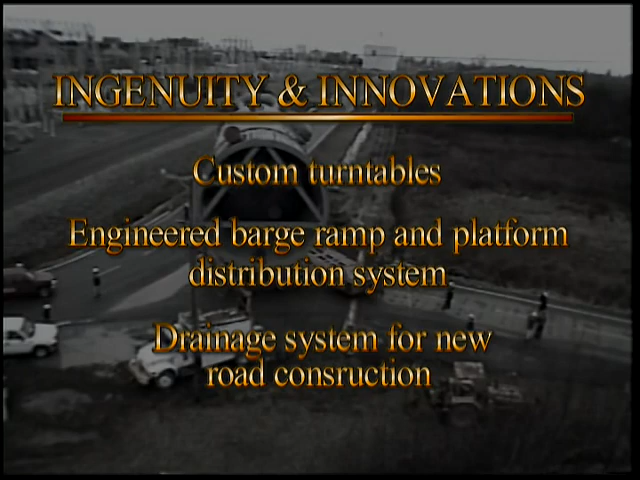 INGENUITY & INNOVATIONS
Custom turntables
Engineered barge ramp and platform
distribution system
Drainage system for new
road consruction